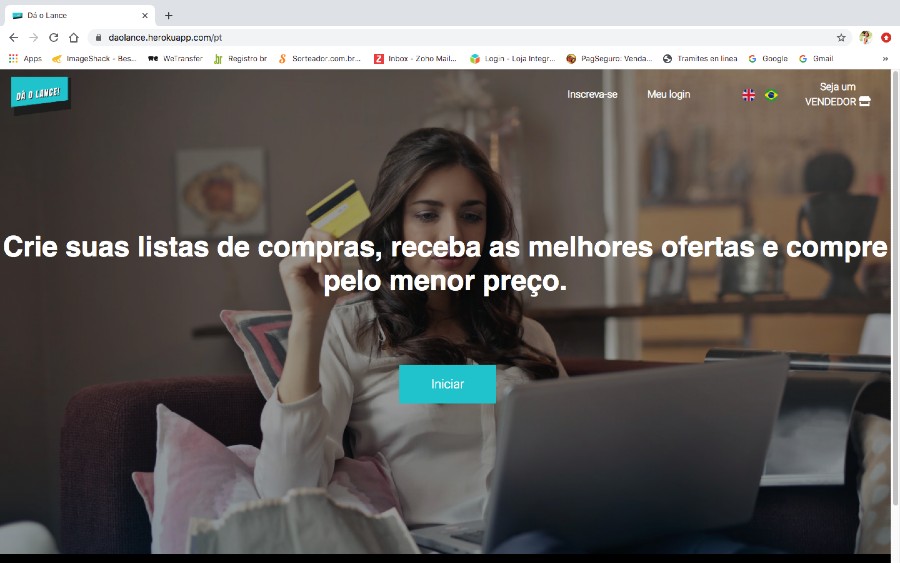 Dá o Lance
daolance.herokuapp.com/pt
Apps
ImageShack - Bes...
WeTransfer
Registro br
Sorteador.com.br...
Inbox - Zoho Mail...
Login - Loja Integr...
PagSeguro: Venda...
Tramites en linea
Google
Gmail
»
DÁ O LANCE!
Inscreva-se
Meu login
Seja um
VENDEDOR
Crie suas listas de compras, receba as melhores ofertas e compre
pelo menor preço.
Iniciar